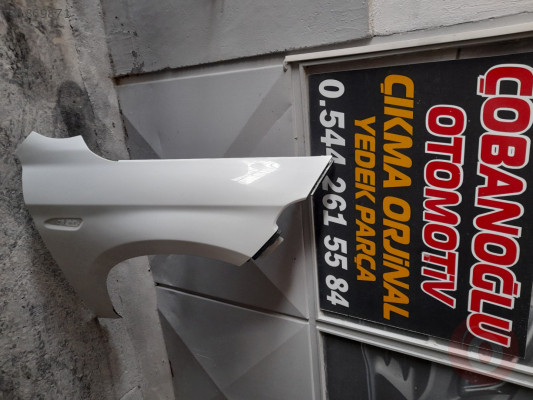 ÇOBANOĞLU
OTOMOTİV
ÇIKMA ORJİNAL
YEDEK PARÇA
0.544 261 55 84